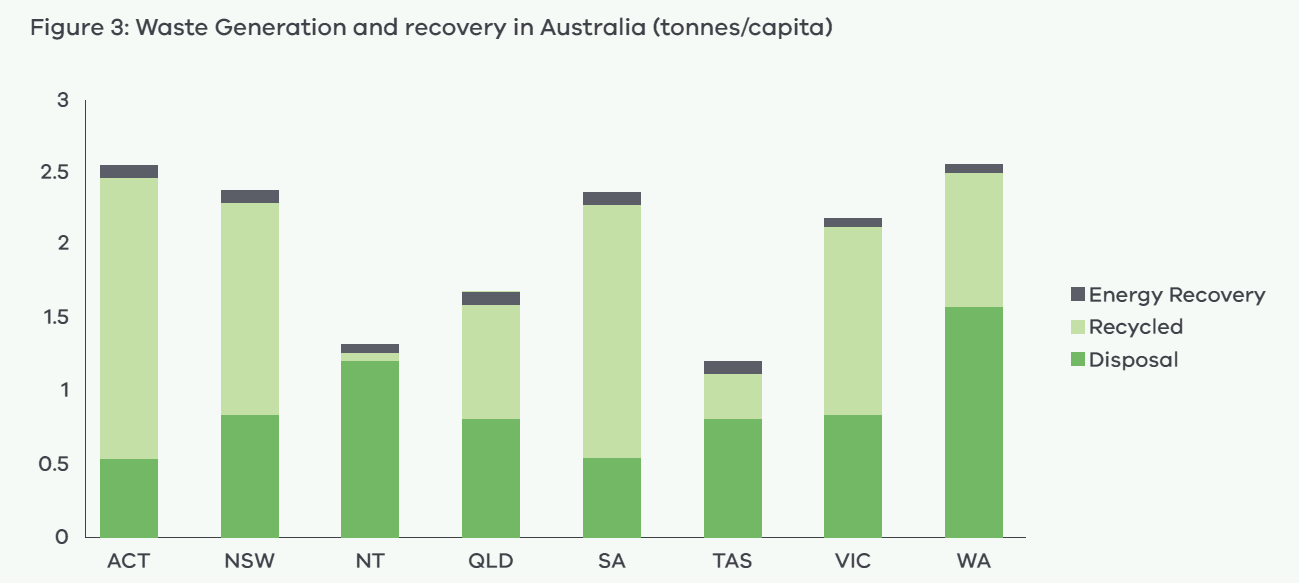 Figure 3: Waste Generation and recovery in Australia (tonnes/capita)
3
2.5
2
1.5
1
0.5
0
ACT NSW NT QLD SA TAS VIC WA
Energy Recovery
Recycled
Disposal